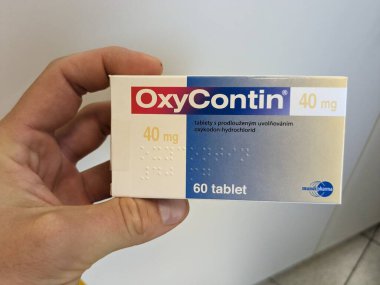 OxyContin® 40 mg
tablety s prodlouženým uvolňováním
oxykodon-hydrochlorid
40 mg
60 tablet